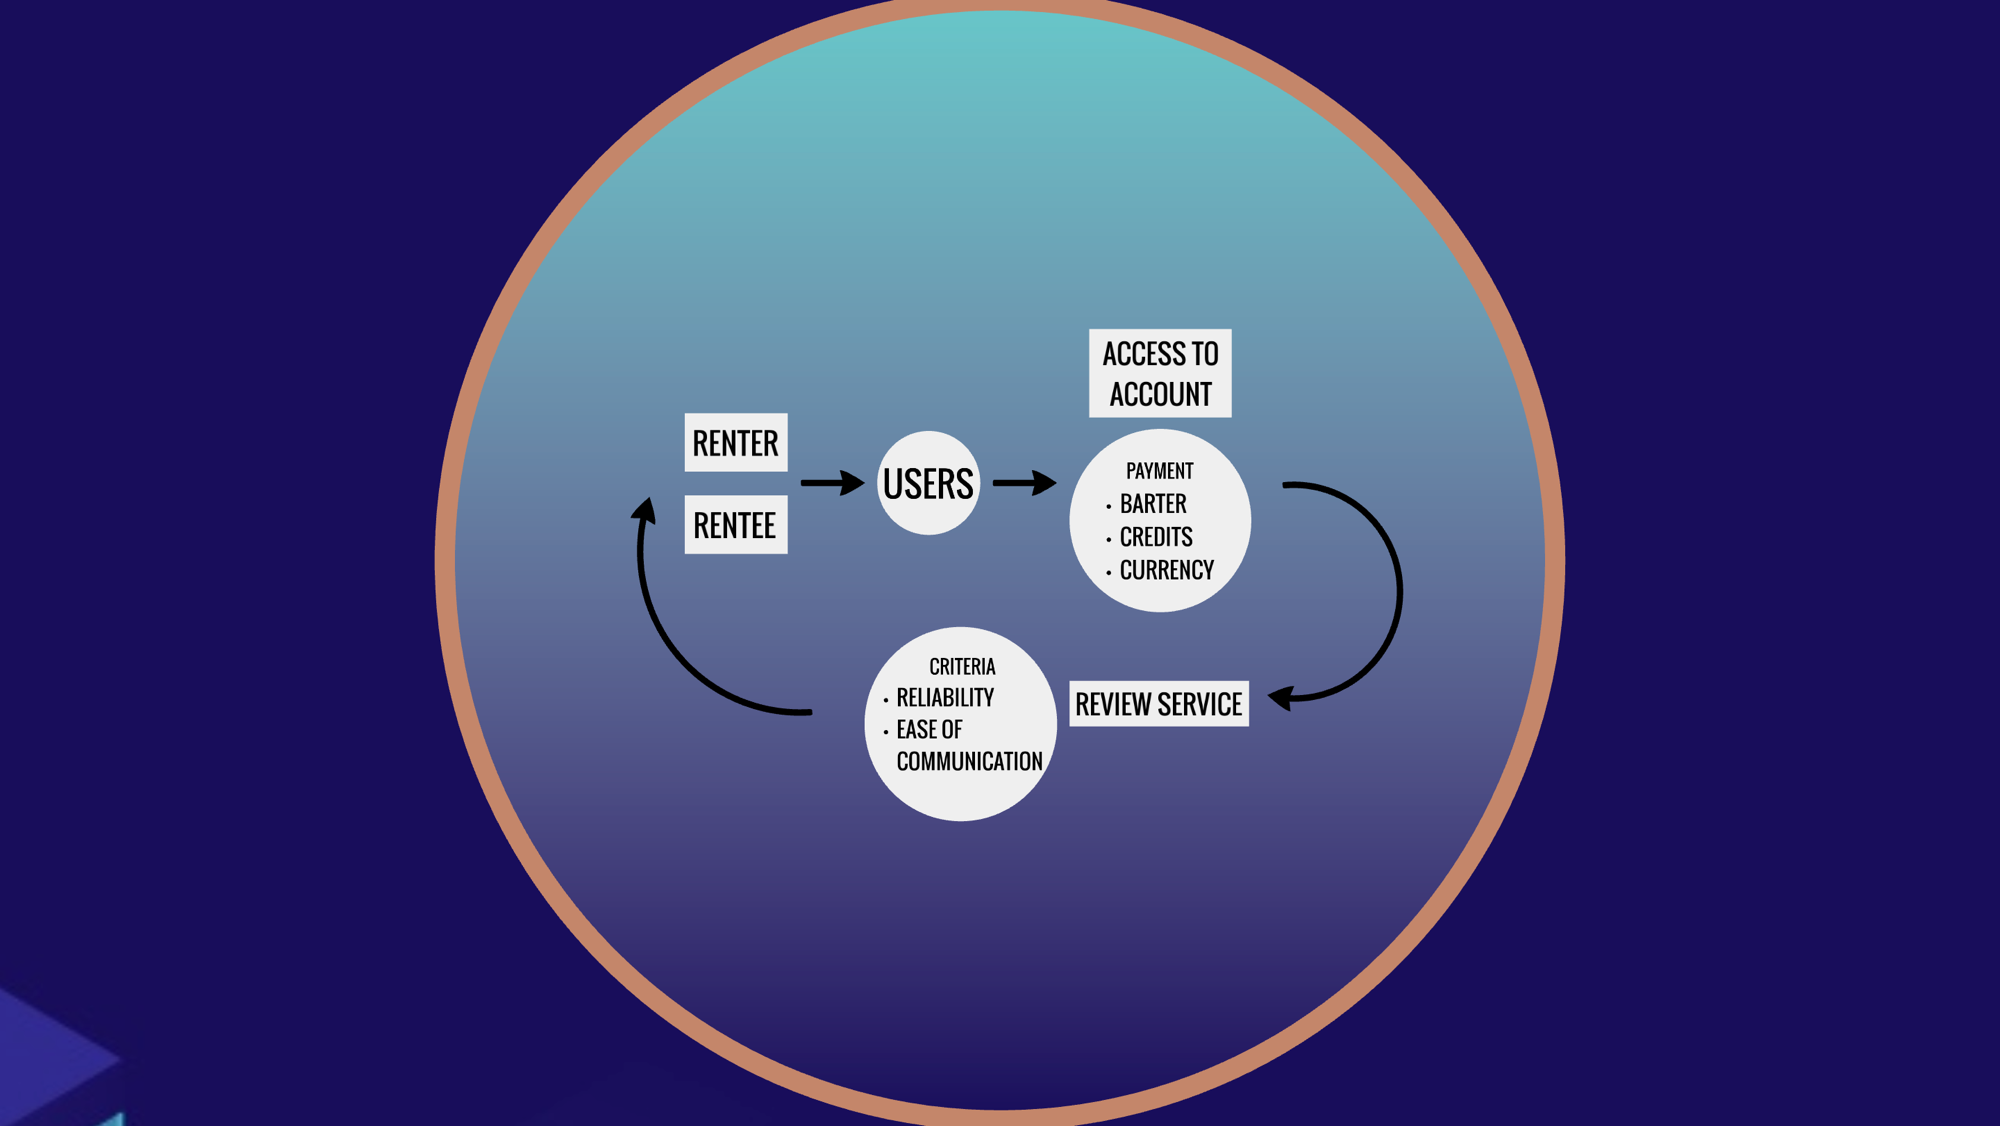 RENTER
RENTEE
USERS
ACCESS TO
ACCOUNT
PAYMENT
• BARTER
• CREDITS
• CURRENCY
REVIEW SERVICE
CRITERIA
• RELIABILITY
• EASE OF
COMMUNICATION